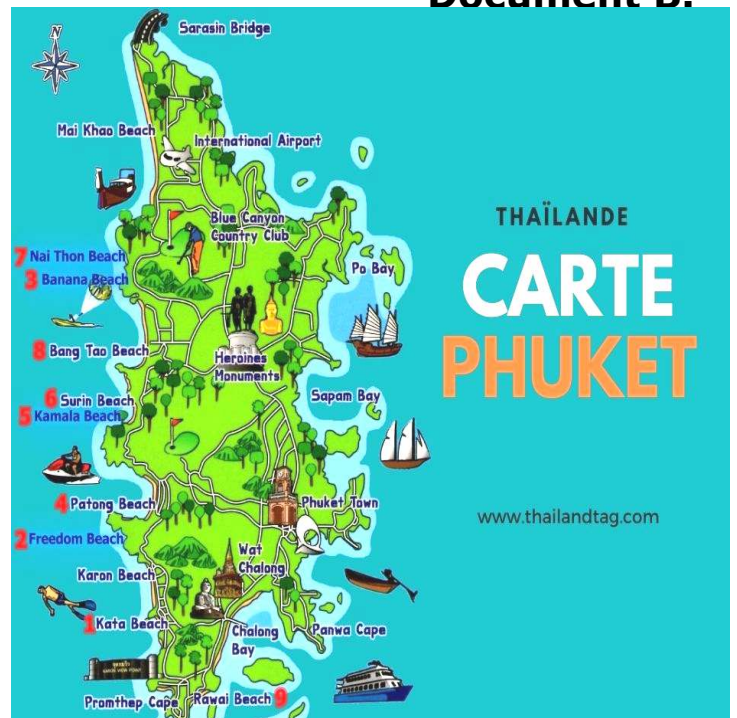 Document B:
N
Sarasin Bridge
Mai Khao Beach
International Airport
Blue Canyon
Country Club
7 Nai Thon Beach
3 Banana Beach
Po Bay
8 Bang Tao Beach
Heroines
Monuments
6 Surin Beach
5 Kamala Beach
Sapam Bay
4 Patong Beach
Phuket Town
2 Freedom Beach
Wat
Chalong
Karon Beach
1 Kata Beach
Chalong
Bay
Panwa Cape
Promthep Cape
Rawai Beach 9
THAÏLANDE
CARTE
PHUKET
www.thailandtag.com